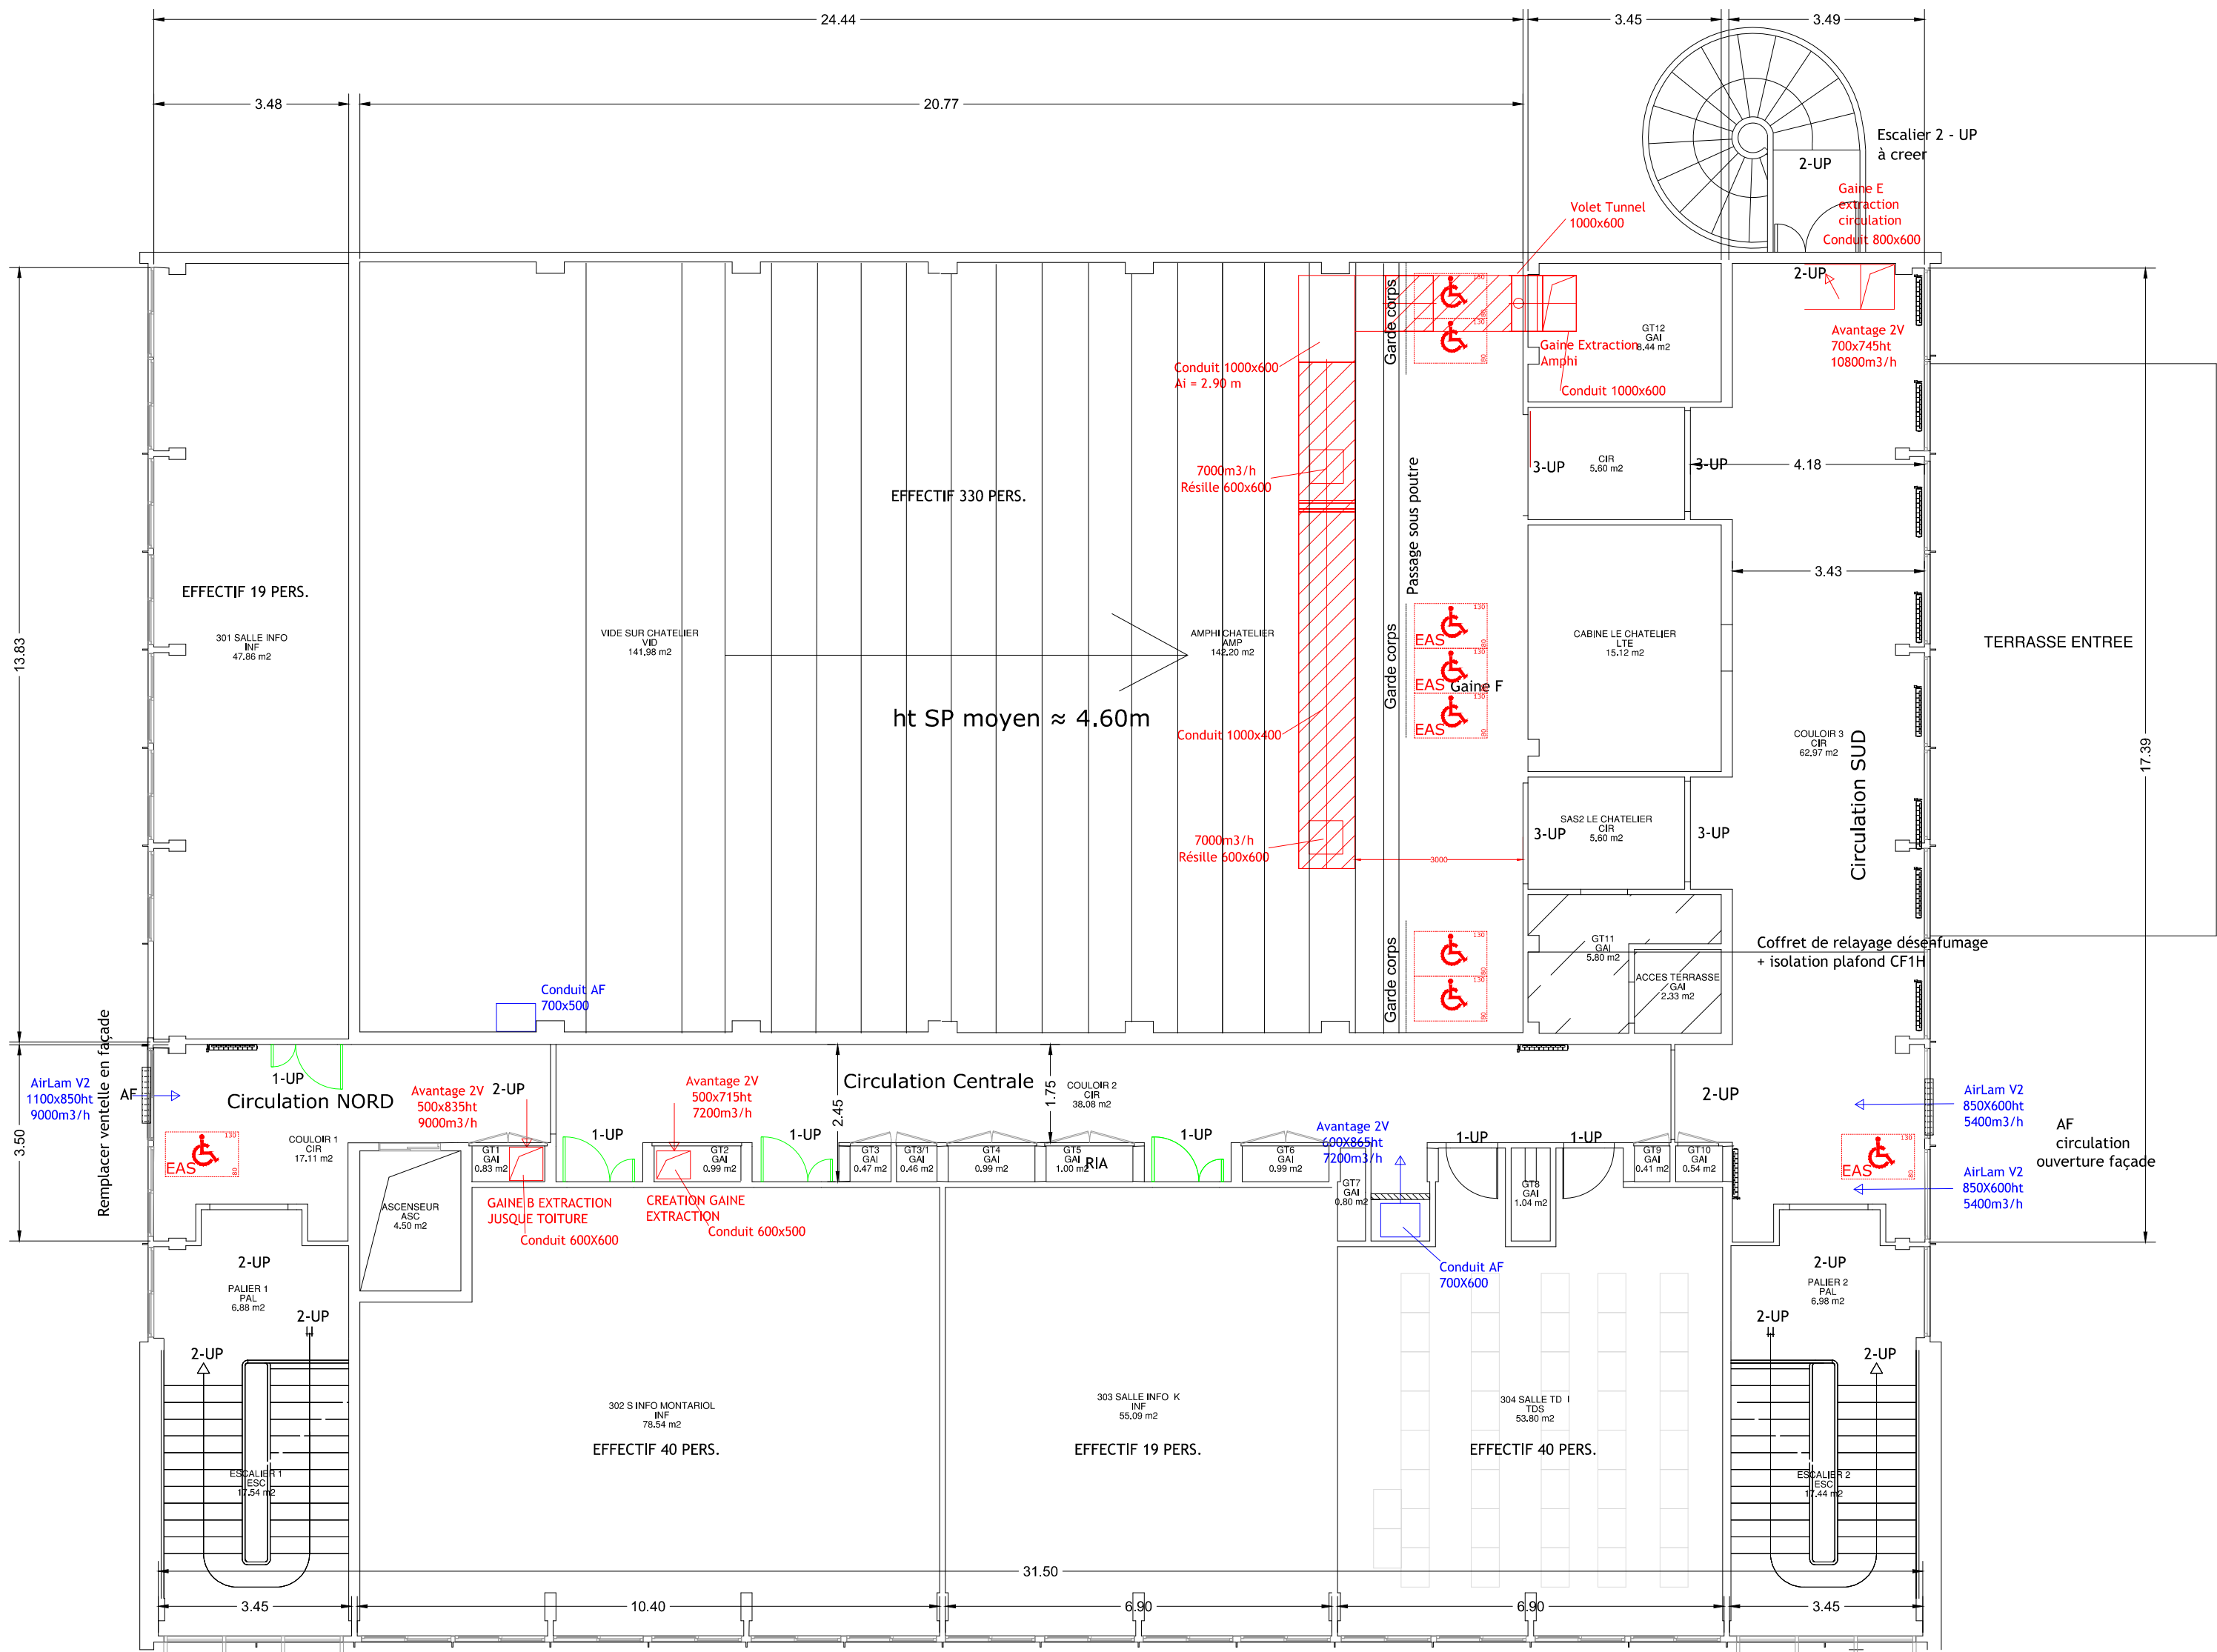 24.44
3.45
3.49
3.48
20.77
Escalier 2 - UP
à creer
2-UP
Gaine E
extraction
circulation
Conduit 800x600
Volet Tunnel
1000x600
2-UP
Garde corps
130
80
130
80
GT12
GAI
8.44 m2
Gaine Extraction
Amphi
Conduit 1000x600
Avantage 2V
700x745ht
10800m3/h
Conduit 1000x600
Ai = 2.90 m
7000m3/h
Résille 600x600
3-UP
CIR
5.60 m2
3-UP
4.18
EFFECTIF 330 PERS.
Passage sous poutre
3.43
EFFECTIF 19 PERS.
301 SALLE INFO
INF
47.86 m2
13.83
VIDE SUR CHATELIER
VID
141.98 m2
AMPHI CHATELIER
AMP
142.20 m2
Garde corps
EAS
130
80
EAS
130
Gaine F
EAS
130
80
CABINE LE CHATELIER
LTE
15.12 m2
TERRASSE ENTREE
ht SP moyen ≈ 4.60m
Conduit 1000x400
COULOIR 3
CIR
62.97 m2
Circulation SUD
17.39
7000m3/h
Résille 600x600
3000
3-UP
SAS2 LE CHATELIER
CIR
5.60 m2
3-UP
Garde corps
130
80
130
80
GT11
GAI
5.80 m2
ACCES TERRASSE
GAI
2.33 m2
Coffret de relayage désenfumage
+ isolation plafond CF1H
Conduit AF
700x500
Remplacer ventelle en façade
AirLam V2
1100x850ht
9000m3/h
AF
1-UP
Circulation NORD
Avantage 2V
500x835ht
9000m3/h
2-UP
Avantage 2V
500x715ht
7200m3/h
2.45
Circulation Centrale
1.75
COULOIR 2
CIR
38.08 m2
2-UP
AirLam V2
850X600ht
5400m3/h
AF
circulation
ouverture façade
AirLam V2
850X600ht
5400m3/h
3.50
EAS
130
80
COULOIR 1
CIR
17.11 m2
1-UP
1-UP
1-UP
Avantage 2V
600X865ht
7200m3/h
1-UP
1-UP
EAS
130
80
GT1
GAI
0.83 m2
GT2
GAI
0.99 m2
GT3
GAI
0.47 m2
GT3/1
GAI
0.46 m2
GT4
GAI
0.99 m2
GT5
GAI
1.00 m2
RIA
GT6
GAI
0.99 m2
GT7
GAI
0.80 m2
GT8
GAI
1.04 m2
GT9
GAI
0.41 m2
GT10
GAI
0.54 m2
ASCENSEUR
ASC
4.50 m2
GAINE B EXTRACTION
JUSQUE TOITURE
Conduit 600X600
CREATION GAINE
EXTRACTION
Conduit 600x500
Conduit AF
700X600
2-UP
PALIER 1
PAL
6.88 m2
2-UP
2-UP
2-UP
PALIER 2
PAL
6.98 m2
2-UP
2-UP
302 S INFO MONTARIOL
INF
78.54 m2
EFFECTIF 40 PERS.
303 SALLE INFO K
INF
55.09 m2
EFFECTIF 19 PERS.
304 SALLE TD I
TDS
53.80 m2
EFFECTIF 40 PERS.
ESCALIER 1
ESC
17.54 m2
ESCALIER 2
ESC
17.44 m2
31.50
3.45
10.40
6.90
6.90
3.45